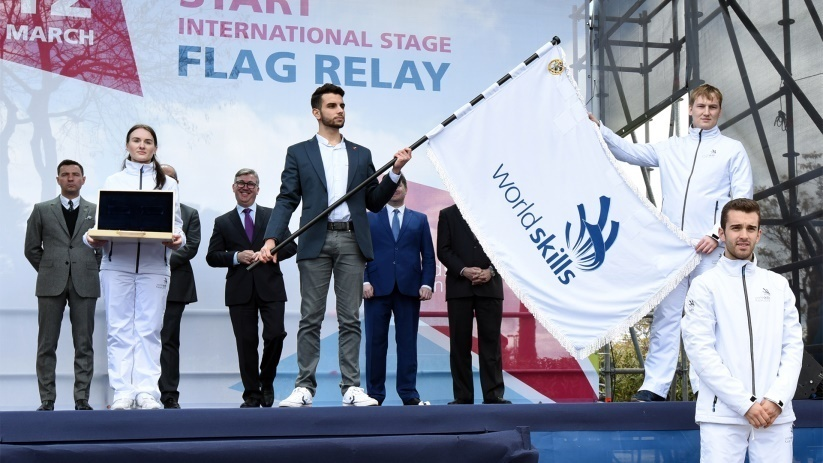 12
MARCH
START
INTERNATIONAL STAGE
FLAG RELAY
worldskills